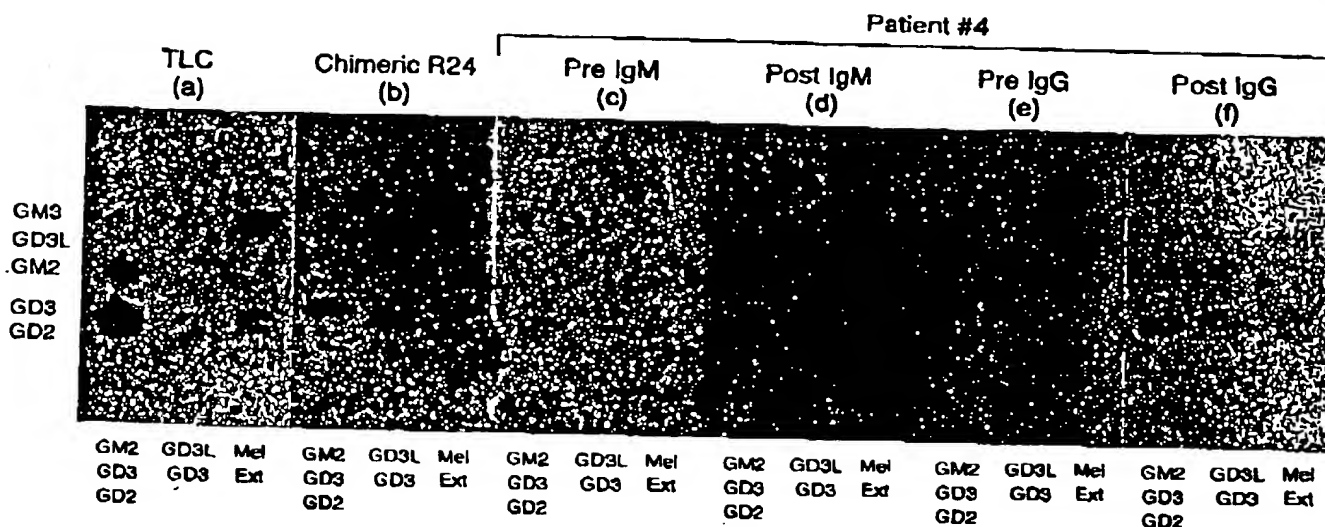 Patient #4
TLC Chimeric R24 Pre IgM Post IgM Pre IgG Post IgG
(a) (b) (c) (d) (e) (f)
GM3
GD3L
.GM2
GD3
GD2
GM2 GD3L Mel GM2 GD3L Mel GM2 GD3L Mel GM2 GD3L Mel GM2 GD3L Mel GM2 GD3L Mel
GD3 GD3 Ext GD3 GD3 Ext GD3 GD3 Ext GD3 GD3 Ext GD3 GD3 Ext GD3 GD3 Ext
GD2 GD2 GD2 GD2 GD2 GD2